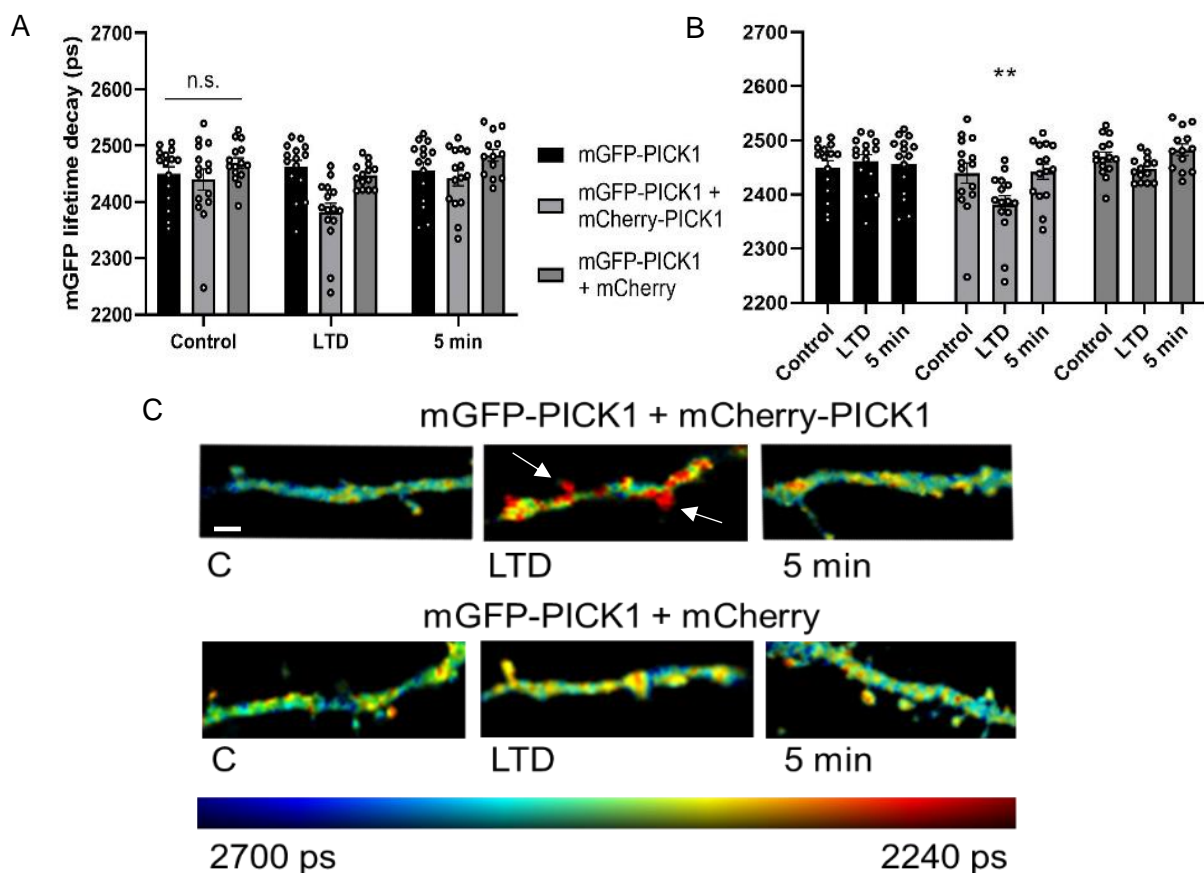 A
mGFP lifetime decay (ps)
2700
2600
2500
2400
2300
2200
n.s.
Control
LTD
5 min
mGFP-PICK1
mGFP-PICK1 +
mCherry-PICK1
mGFP-PICK1
+ mCherry
B
2700
2600
2500
2400
2300
2200
**
Control
LTD
5 min
Control
LTD
5 min
Control
LTD
5 min
C
mGFP-PICK1 + mCherry-PICK1
C
LTD
5 min
mGFP-PICK1 + mCherry
C
LTD
5 min
2700 ps
2240 ps